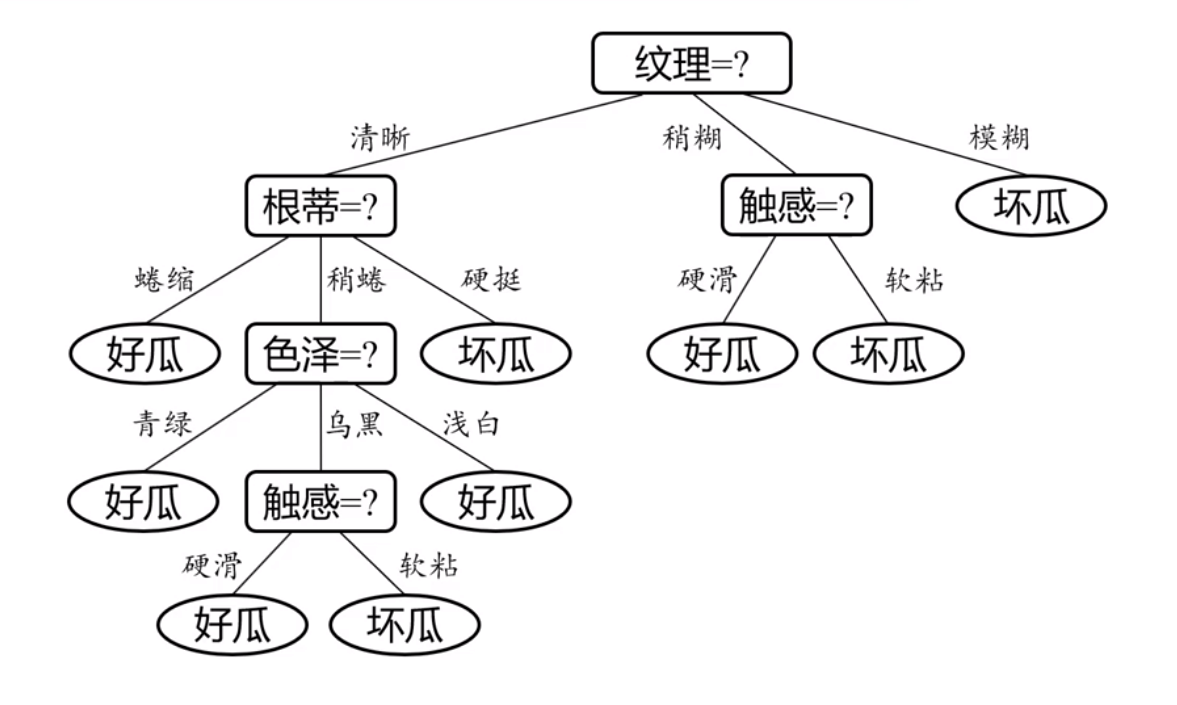 纹理=?
清晰 稍糊 模糊
根蒂=? 触感=? 坏瓜
蜷缩 稍蜷 硬挺 硬滑 软粘
好瓜 色泽=? 坏瓜 好瓜 坏瓜
青绿 乌黑 浅白
好瓜 触感=? 好瓜
硬滑 软粘
好瓜 坏瓜